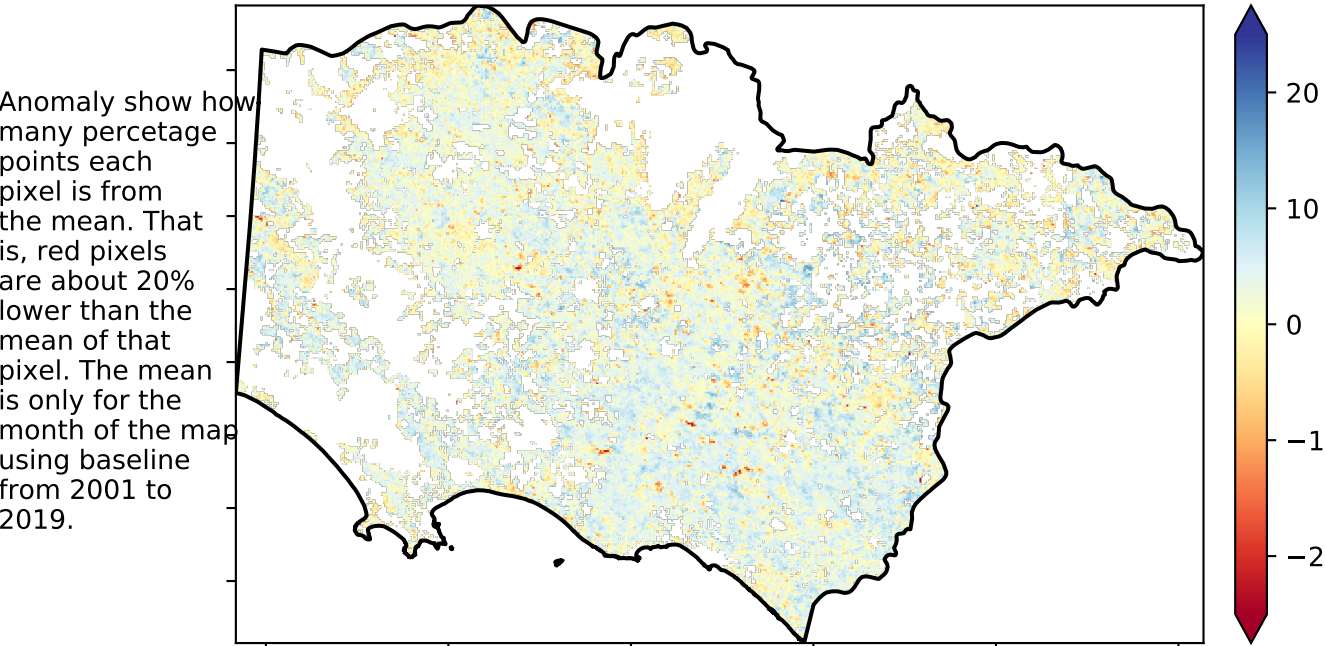 Anomaly show how
many percetage
points each
pixel is from
the mean. That
is, red pixels
are about 20%
lower than the
mean of that
pixel. The mean
is only for the
month of the map
using baseline
from 2001 to
2019.
20
10
0
−1
−2